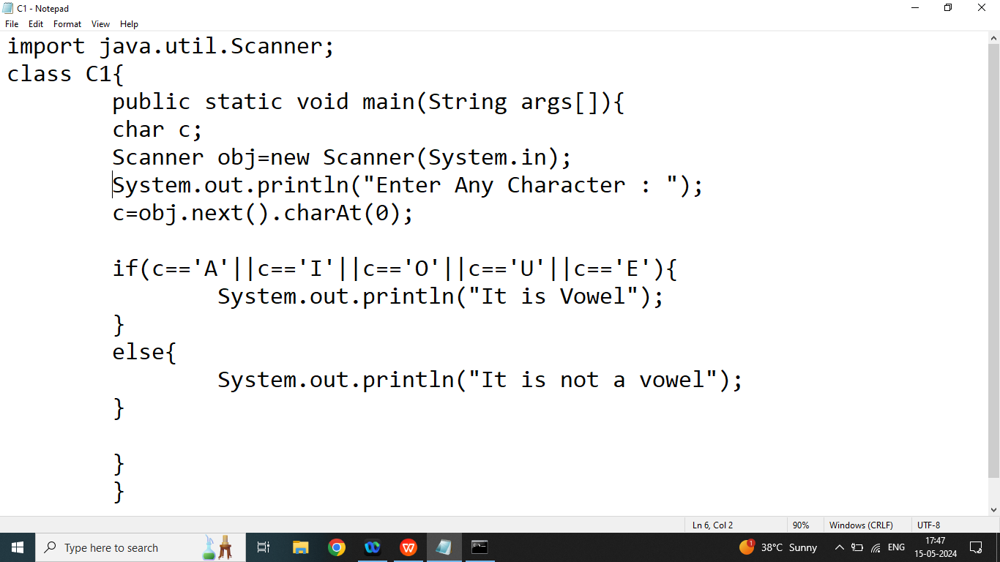 C1 - Notepad
File Edit Format View Help
import java.util.Scanner;
class C1{
public static void main(String args[]){
char c;
Scanner obj=new Scanner(System.in);
System.out.println("Enter Any Character : ");
c=obj.next().charAt(0);
if(c=='A'||c=='I'||c=='O'||c=='U'||c=='E'){
System.out.println("It is Vowel");
}
else{
System.out.println("It is not a vowel");
}
}
}
Ln 6, Col 2 90% Windows (CRLF) UTF-8
Type here to search
1 38°C Sunny ENG 17:47
15-05-2024